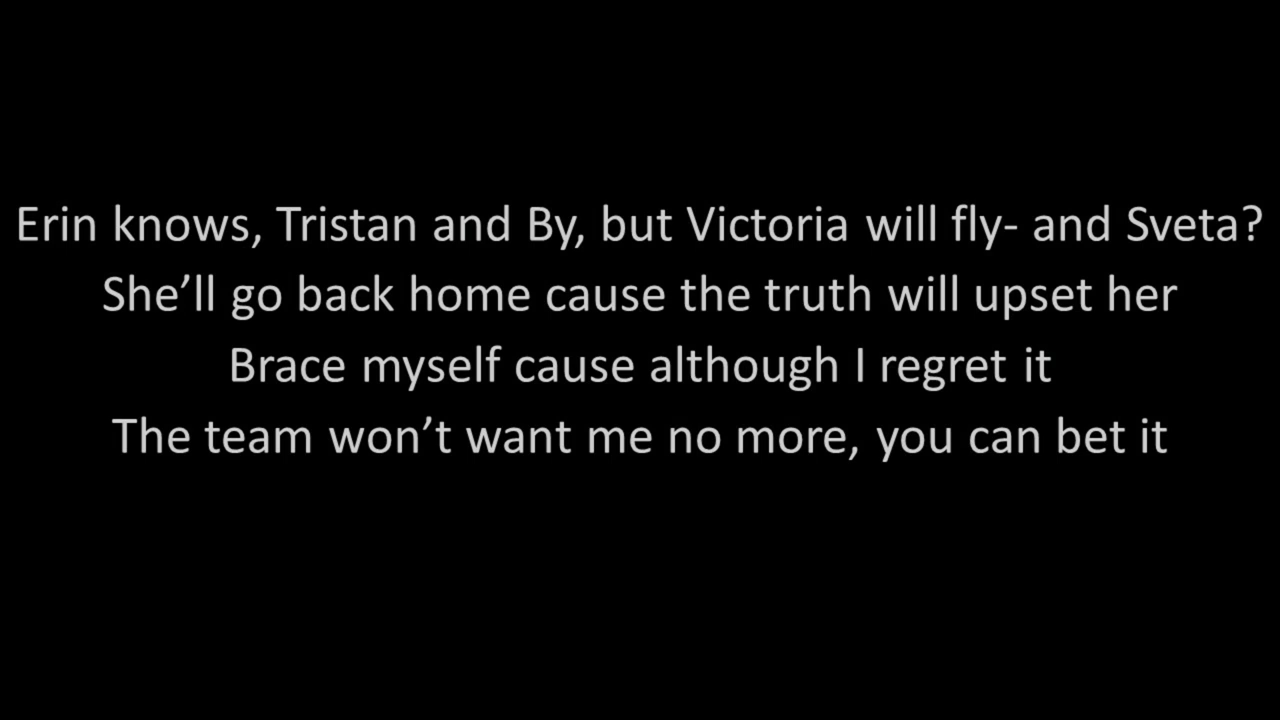 Erin knows, Tristan and By, but Victoria will fly- and Sveta?
She’ll go back home cause the truth will upset her
Brace myself cause although I regret it
The team won’t want me no more, you can bet it